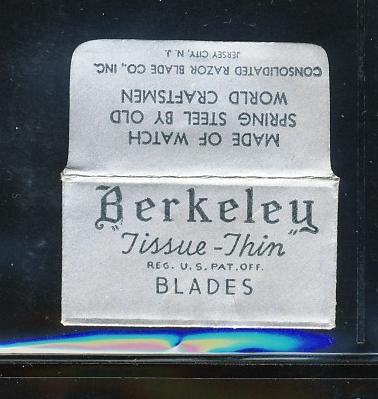 MADE OF WATCH
SPRING STEEL BY OLD
WORLD CRAFTSMEN
CONSOLIDATED RAZOR BLADE CO., INC.
JERSEY CITY, N. J.
Berkeley
"Tissue-Thin"
REG. U.S. PAT. OFF.
BLADES